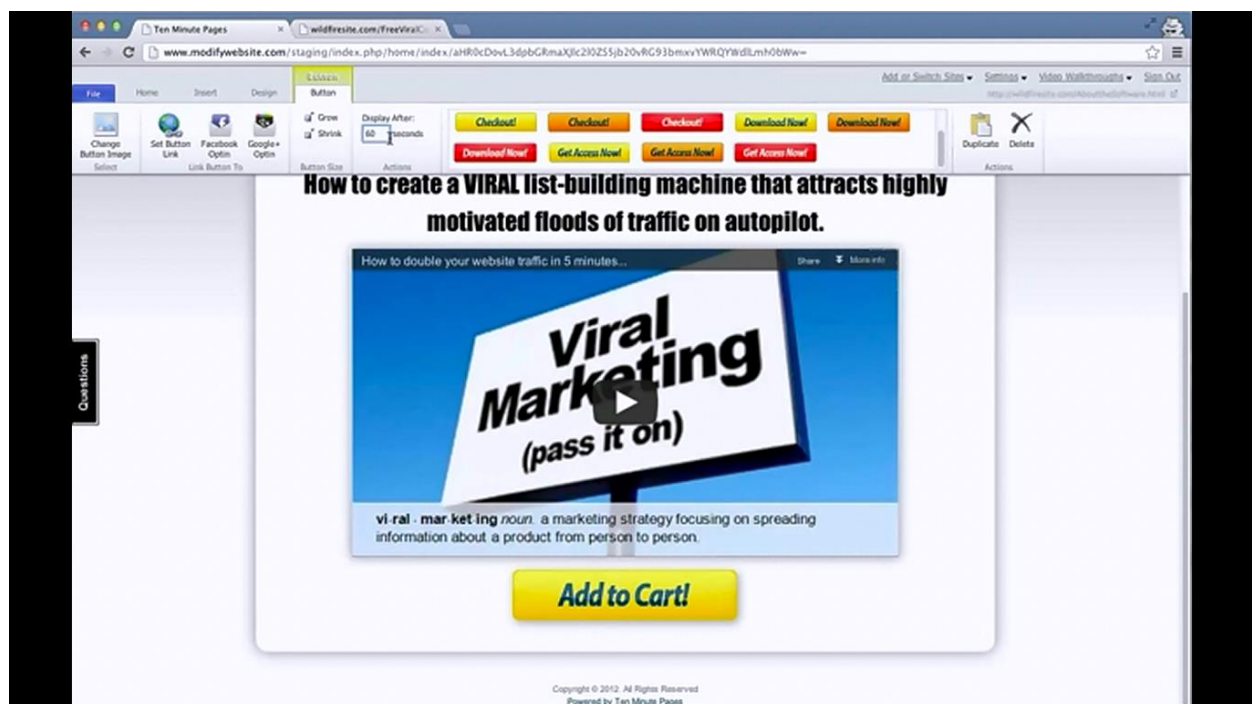 Ten Minute Pages
wildfiresite.com/FreeViralC
www.modifywebsite.com/staging/index.php/home/index/
Add or Switch Sites Settings Video Walkthroughs Sign Out
File Home Insert Design Button
Change Button Image
Select
Set Button Link
Facebook Optin
Google+ Optin
Link Button To
Grow
Shrink
Button Size
Display After:
60 seconds
Actions
Checkout! Checkout! Checkout! Download Now! Download Now!
Download Now! Get Access Now! Get Access Now! Get Access Now!
Duplicate Delete
Actions
How to create a VIRAL list-building machine that attracts highly
motivated floods of traffic on autopilot.
How to double your website traffic in 5 minutes...
Share More info
Viral
Marketing
(pass it on)
vi·ral · mar·ket·ing noun. a marketing strategy focusing on spreading
information about a product from person to person.
Add to Cart!
Questions
Copyright © 2012. All Rights Reserved
Powered by Ten Minute Pages